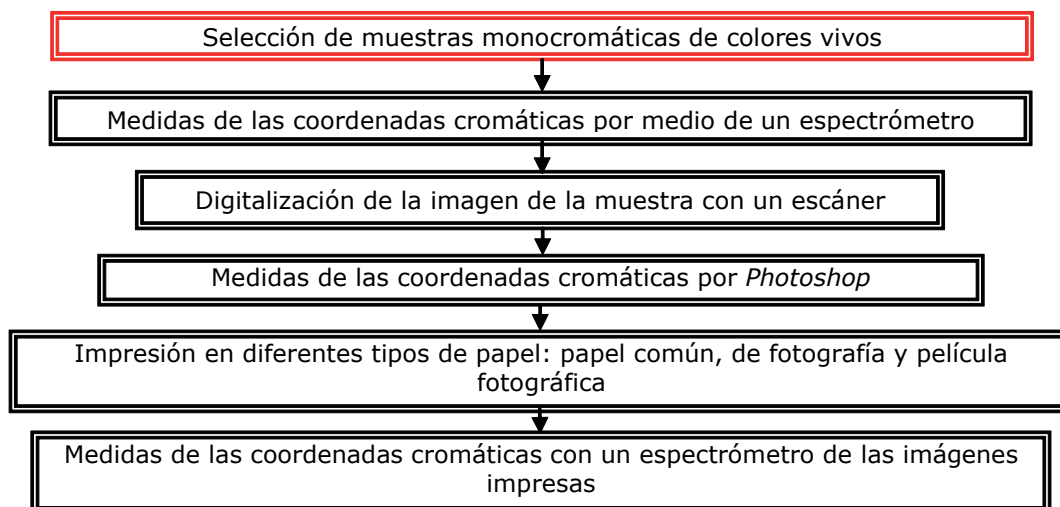 Selección de muestras monocromáticas de colores vivos
Medidas de las coordenadas cromáticas por medio de un espectrómetro
Digitalización de la imagen de la muestra con un escáner
Medidas de las coordenadas cromáticas por Photoshop
Impresión en diferentes tipos de papel: papel común, de fotografía y película
fotográfica
Medidas de las coordenadas cromáticas con un espectrómetro de las imágenes
impresas